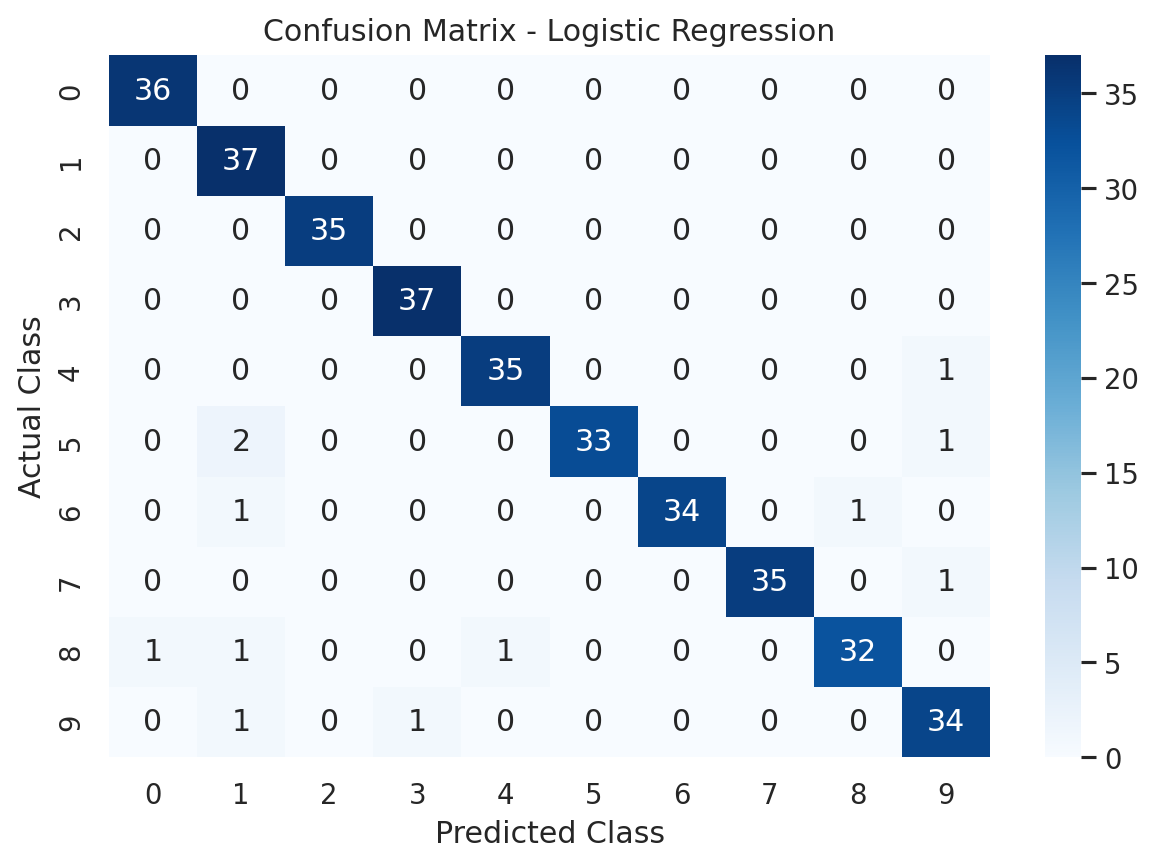 Confusion Matrix - Logistic Regression
0 36 0 0 0 0 0 0 0 0 0
1 0 37 0 0 0 0 0 0 0 0
2 0 0 35 0 0 0 0 0 0 0
3 0 0 0 37 0 0 0 0 0 0
4 0 0 0 0 35 0 0 0 0 1
5 0 2 0 0 0 33 0 0 0 1
6 0 1 0 0 0 0 34 0 1 0
7 0 0 0 0 0 0 0 35 0 1
8 1 1 0 0 1 0 0 0 32 0
9 0 1 0 1 0 0 0 0 0 34
0 1 2 3 4 5 6 7 8 9
Predicted Class
Actual Class
35
30
25
20
15
10
5
0